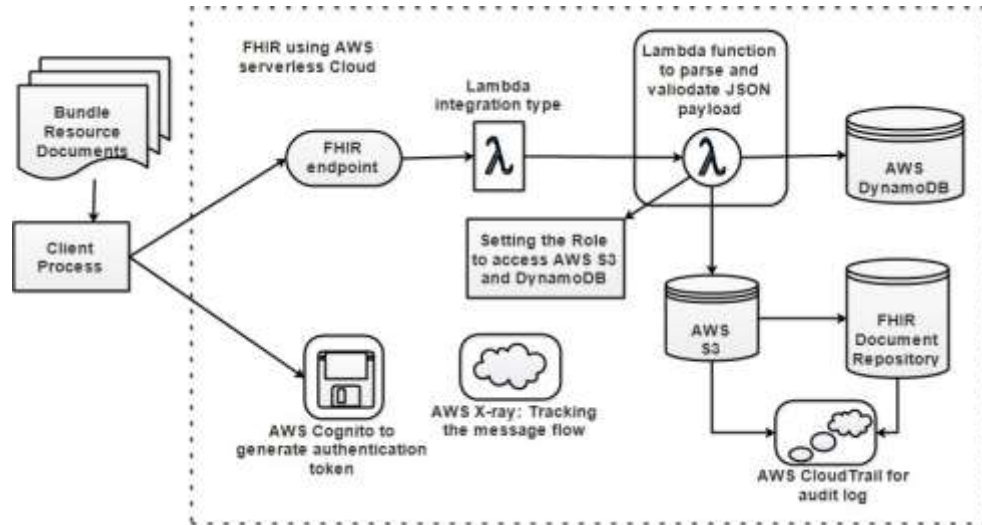 FHIR using AWS
serverless Cloud
Bundle
Resource
Documents
Client
Process
FHIR
endpoint
Lambda
integration type
λ
Lambda function
to parse and
valiodate JSON
payload
λ
AWS
DynamoDB
Setting the Role
to access AWS S3
and DynamoDB
AWS
S3
FHIR
Document
Repository
AWS Cognito to
generate authentication
token
AWS X-ray: Tracking
the message flow
AWS CloudTrail for
audit log